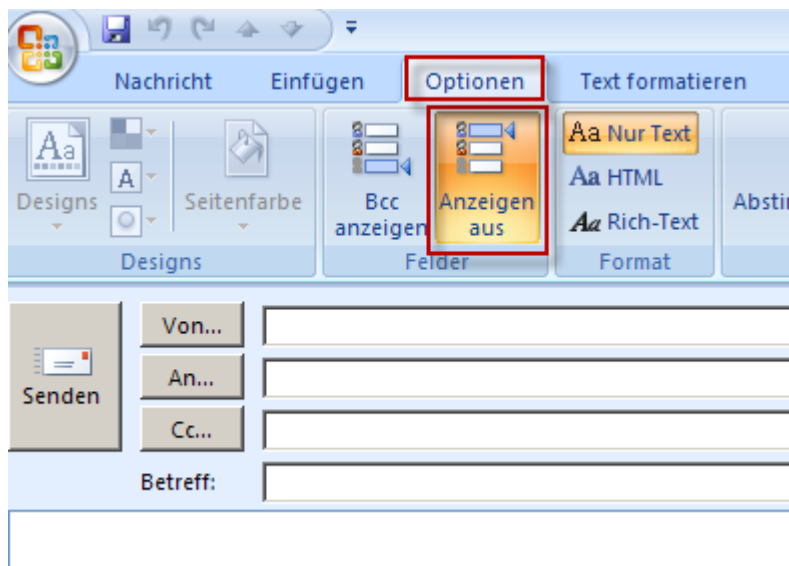 Nachricht Einfügen Optionen Text formatieren
Aa Nur Text
Aa
A
Aa HTML
Designs Seitenfarbe Bcc anzeigen Anzeigen aus
Aa Rich-Text
Designs Felder Format
Von...
An...
Senden
Cc...
Betreff: